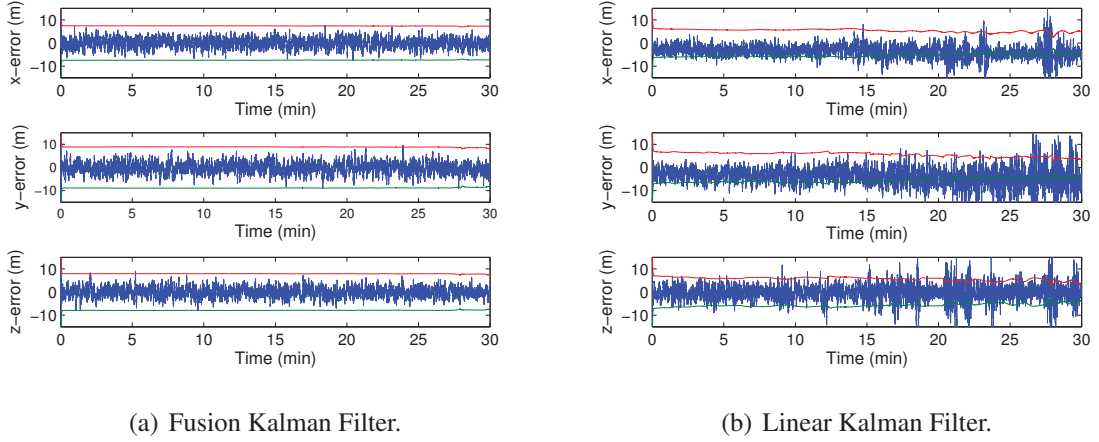 x−error (m)
10
0
−10
0 5 10 15 20 25 30
Time (min)
y−error (m)
10
0
−10
0 5 10 15 20 25 30
Time (min)
z−error (m)
10
0
−10
0 5 10 15 20 25 30
Time (min)
(a) Fusion Kalman Filter.
x−error (m)
10
0
−10
0 5 10 15 20 25 30
Time (min)
y−error (m)
10
0
−10
0 5 10 15 20 25 30
Time (min)
z−error (m)
10
0
−10
0 5 10 15 20 25 30
Time (min)
(b) Linear Kalman Filter.